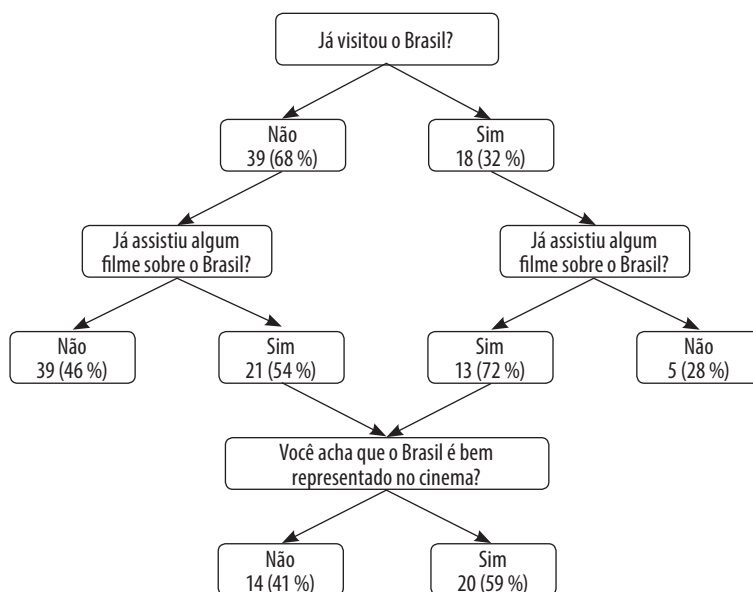 Já visitou o Brasil?
Não
39 (68 %)
Sim
18 (32 %)
Já assistiu algum
filme sobre o Brasil?
Já assistiu algum
filme sobre o Brasil?
Não
39 (46 %)
Sim
21 (54 %)
Sim
13 (72 %)
Não
5 (28 %)
Você acha que o Brasil é bem
representado no cinema?
Não
14 (41 %)
Sim
20 (59 %)